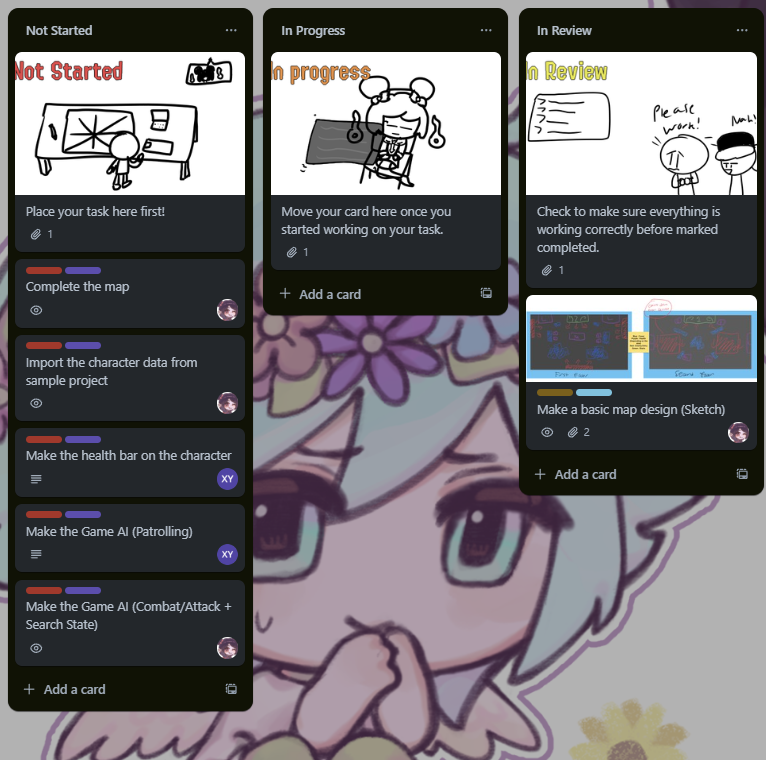 Not Started
Not Started
Place your task here first!
1
Complete the map
Import the character data from
sample project
Make the health bar on the character
XY
Make the Game AI (Patrolling)
XY
Make the Game AI (Combat/Attack +
Search State)
+ Add a card
In Progress
In progress
Move your card here once you
started working on your task.
1
+ Add a card
In Review
In Review
Please
work!
Check to make sure everything is
working correctly before marked
completed.
1
First Floor
Second Floor
Make a basic map design (Sketch)
2
+ Add a card